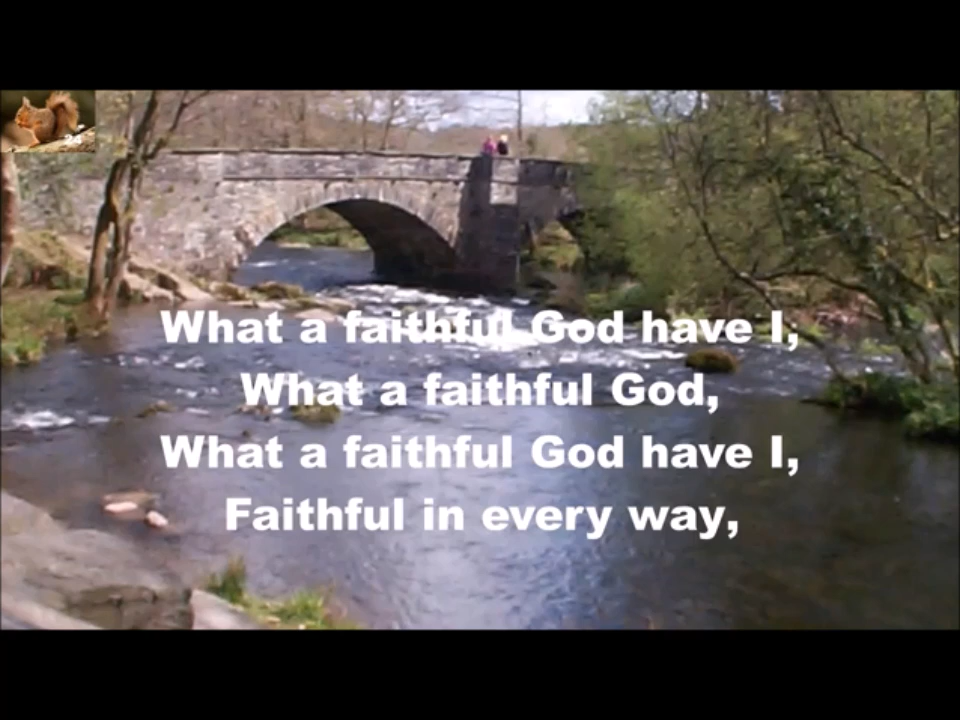 What a faithful God have I,
What a faithful God,
What a faithful God have I,
Faithful in every way,